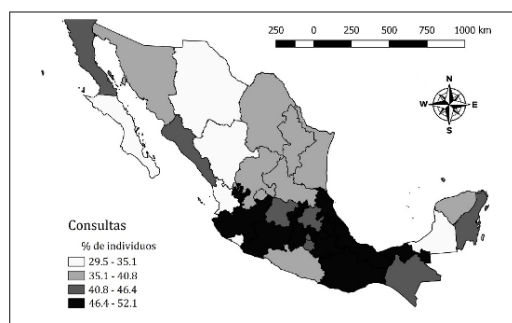 250 0 250 500 750 1000 km
N
W E
S
Consultas
% de individuos
29.5 - 35.1
35.1 - 40.8
40.8 - 46.4
46.4 - 52.1